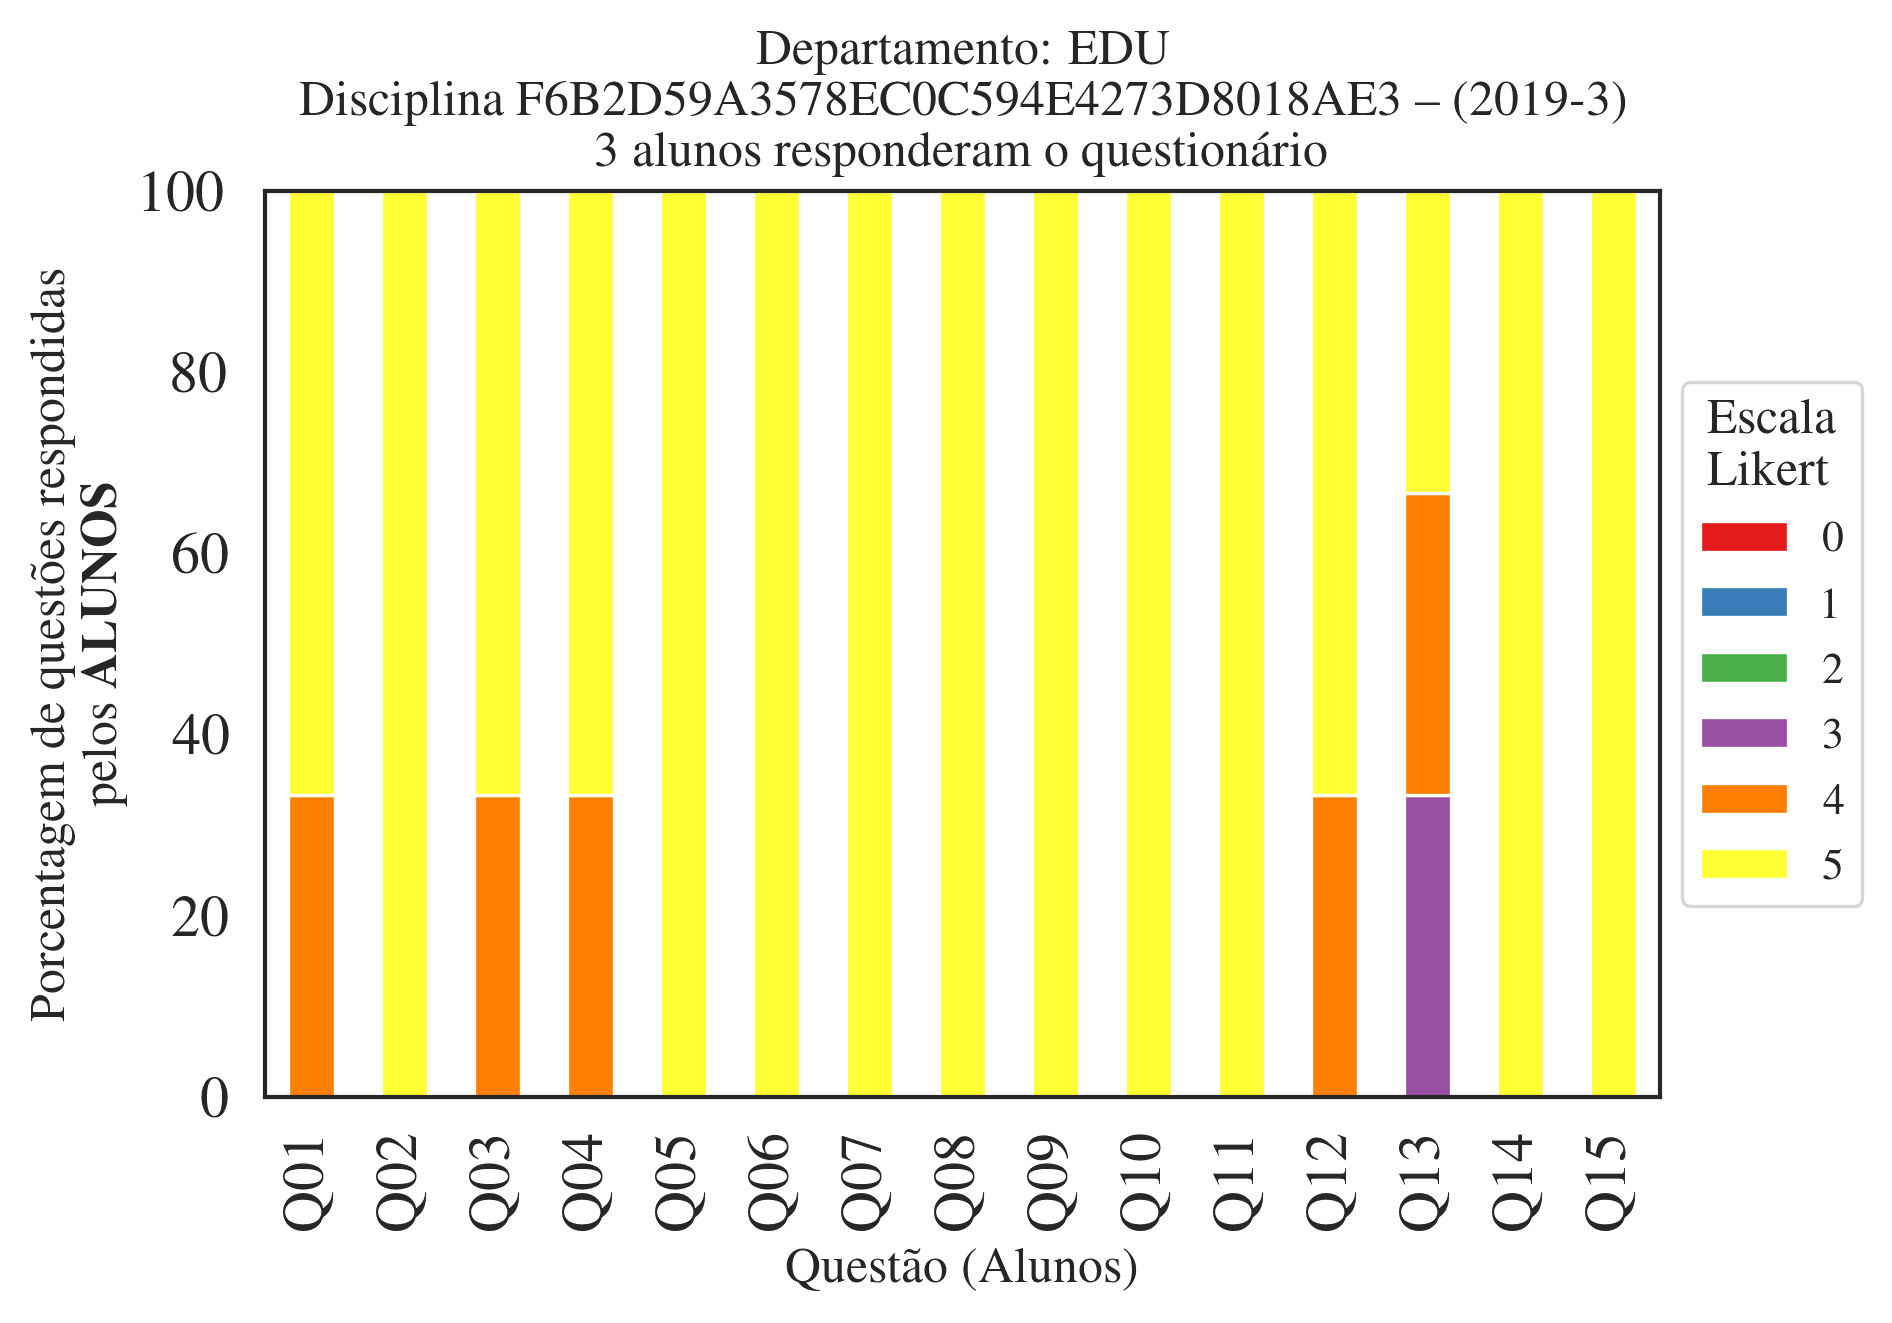 Departamento: EDU
Disciplina F6B2D59A3578EC0C594E4273D8018AE3 – (2019-3)
3 alunos responderam o questionário
Porcentagem de questões respondidas
pelos ALUNOS
100
80
60
40
20
0
Q01
Q02
Q03
Q04
Q05
Q06
Q07
Q08
Q09
Q10
Q11
Q12
Q13
Q14
Q15
Questão (Alunos)
Escala
Likert
0
1
2
3
4
5